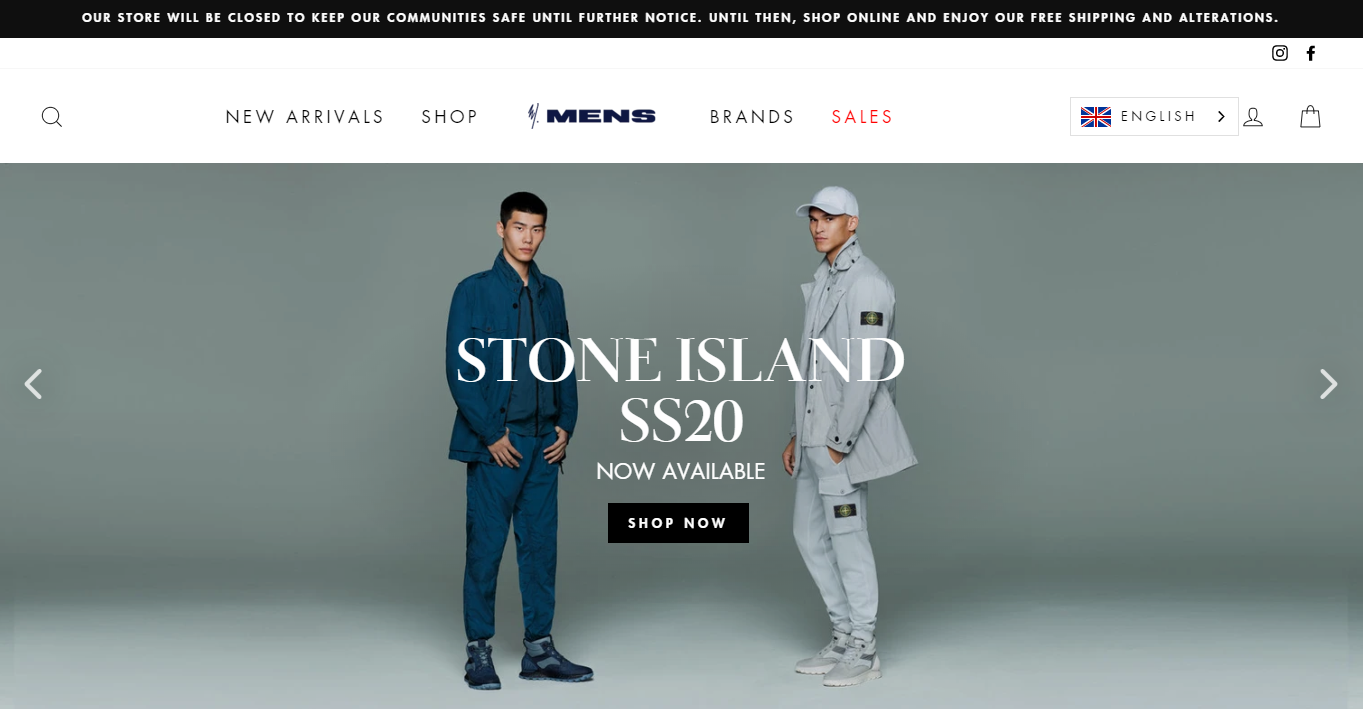 OUR STORE WILL BE CLOSED TO KEEP OUR COMMUNITIES SAFE UNTIL FURTHER NOTICE. UNTIL THEN, SHOP ONLINE AND ENJOY OUR FREE SHIPPING AND ALTERATIONS.
NEW ARRIVALS SHOP MENS BRANDS SALES ENGLISH
STONE ISLAND
SS20
NOW AVAILABLE
SHOP NOW